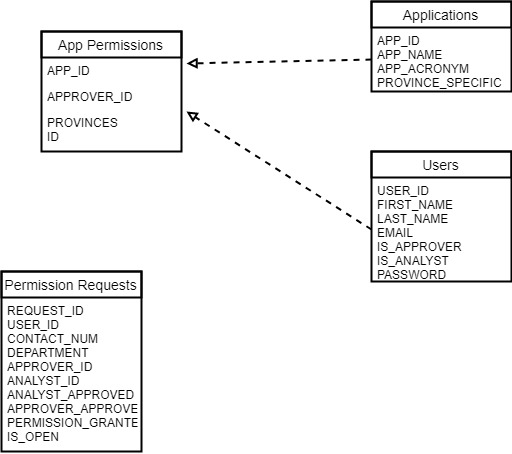 Applications
APP_ID
APP_NAME
APP_ACRONYM
PROVINCE_SPECIFIC
App Permissions
APP_ID
APPROVER_ID
PROVINCES
ID
Users
USER_ID
FIRST_NAME
LAST_NAME
EMAIL
IS_APPROVER
IS_ANALYST
PASSWORD
Permission Requests
REQUEST_ID
USER_ID
CONTACT_NUM
DEPARTMENT
APPROVER_ID
ANALYST_ID
ANALYST_APPROVED
APPROVER_APPROVE
PERMISSION_GRANTE
IS_OPEN